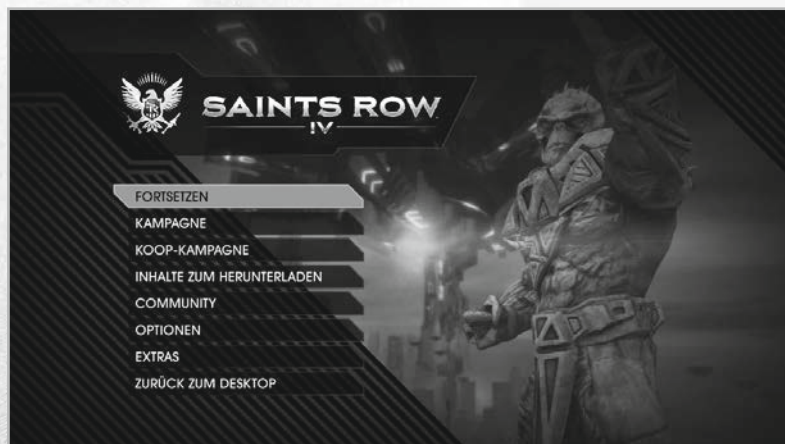 SAINTS ROW
IV
FORTSETZEN
KAMPAGNE
KOOP-KAMPAGNE
INHALTE ZUM HERUNTERLADEN
COMMUNITY
OPTIONEN
EXTRAS
ZURÜCK ZUM DESKTOP